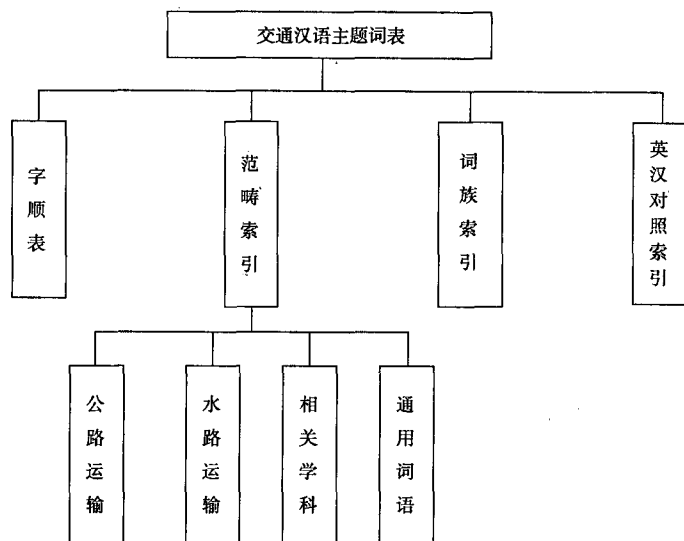 交通汉语主题词表
字顺表
范畴索引
词族索引
英汉对照索引
公路运输
水路运输
相关学科
通用词语